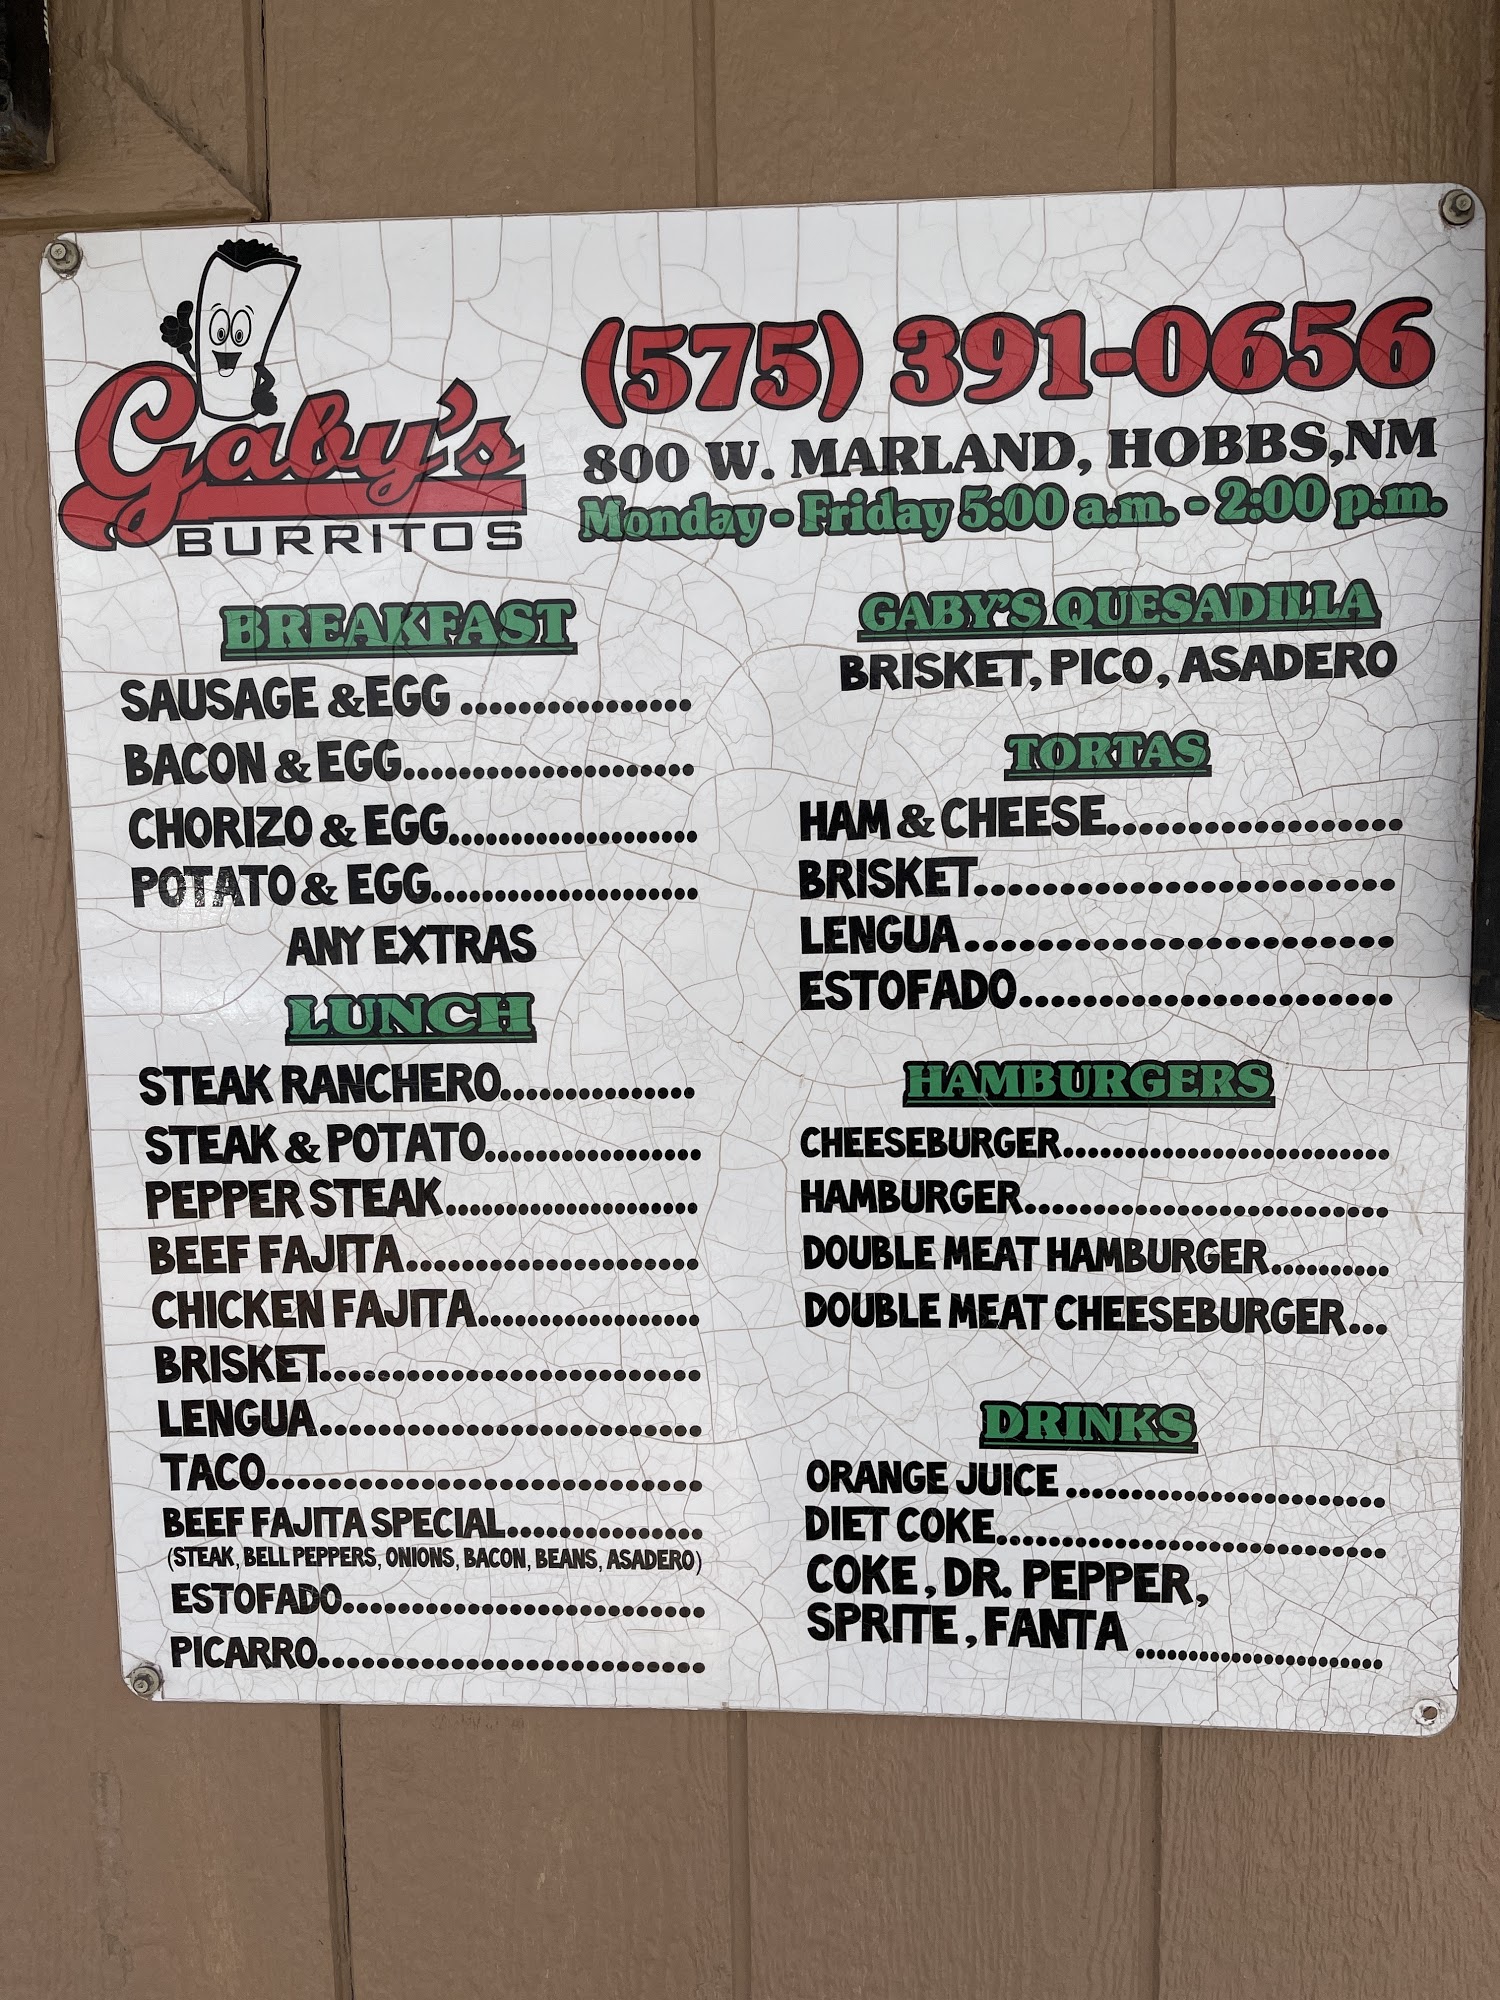 Gaby's
BURRITOS
(575) 391-0656
800 W. MARLAND, HOBBS,NM
Monday - Friday 5:00 a.m. - 2:00 p.m.
BREAKFAST
SAUSAGE & EGG ................
BACON & EGG.....................
CHORIZO & EGG..................
POTATO & EGG....................
ANY EXTRAS
LUNCH
STEAK RANCHERO...............
STEAK & POTATO................
PEPPER STEAK...................
BEEF FAJITA......................
CHICKEN FAJITA.................
BRISKET...........................
LENGUA...........................
TACO..............................
BEEF FAJITA SPECIAL................
(STEAK, BELL PEPPERS, ONIONS, BACON, BEANS, ASADERO)
ESTOFADO..........................
PICARRO...........................
GABY'S QUESADILLA
BRISKET, PICO, ASADERO
TORTAS
HAM & CHEESE.................
BRISKET.......................
LENGUA.......................
ESTOFADO......................
HAMBURGERS
CHEESEBURGER..........................
HAMBURGER........................
DOUBLE MEAT HAMBURGER..........
DOUBLE MEAT CHEESEBURGER...
DRINKS
ORANGE JUICE ........................
DIET COKE.............................
COKE, DR. PEPPER,
SPRITE, FANTA .....................